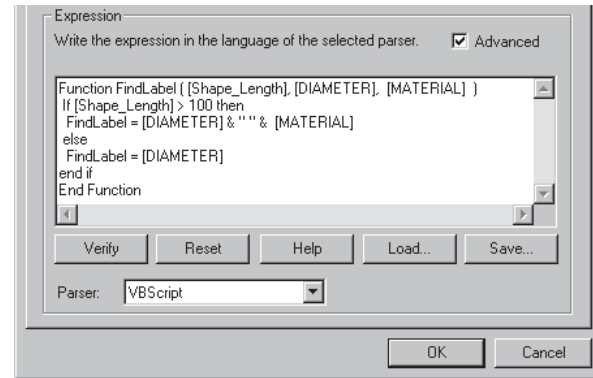 Expression
Write the expression in the language of the selected parser. Advanced
Function FindLabel ( [Shape_Length], [DIAMETER],  [MATERIAL]  )
If [Shape_Length] > 100 then
FindLabel = [DIAMETER] & " " &  [MATERIAL]
else
FindLabel = [DIAMETER]
end if
End Function
Verify Reset Help Load... Save...
Parser: VBScript
OK Cancel